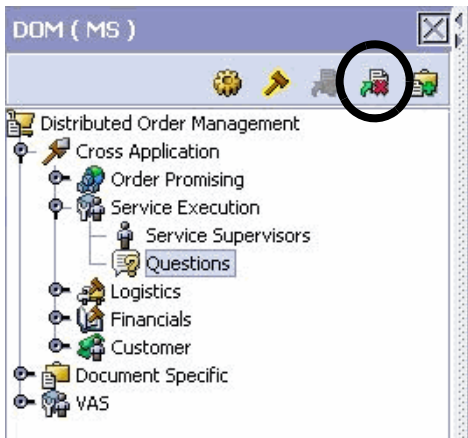 DOM ( MS )
Distributed Order Management
Cross Application
Order Promising
Service Execution
Service Supervisors
Questions
Logistics
Financials
Customer
Document Specific
VAS